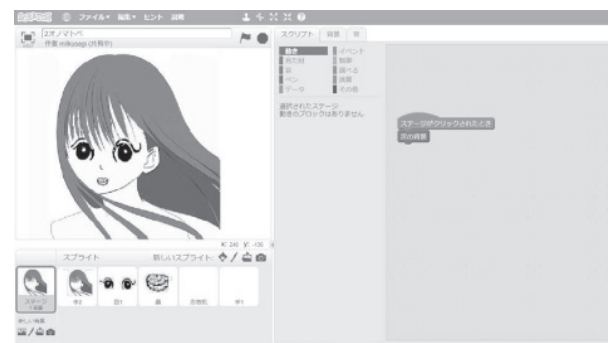 ファイル▼ 編集▼ ヒント 説明
2オノマトペ
作者 mikusagi (共有中)
スクリプト 背景 音
動き イベント
見た目 制御
音 調べる
ペン 演算
データ その他
選択されたステージ
動きのブロックはありません
ステージがクリックされたとき
次の背景
X: 240 y: -100
スプライト 新しいスプライト:
ステージ
目1
新しい背景